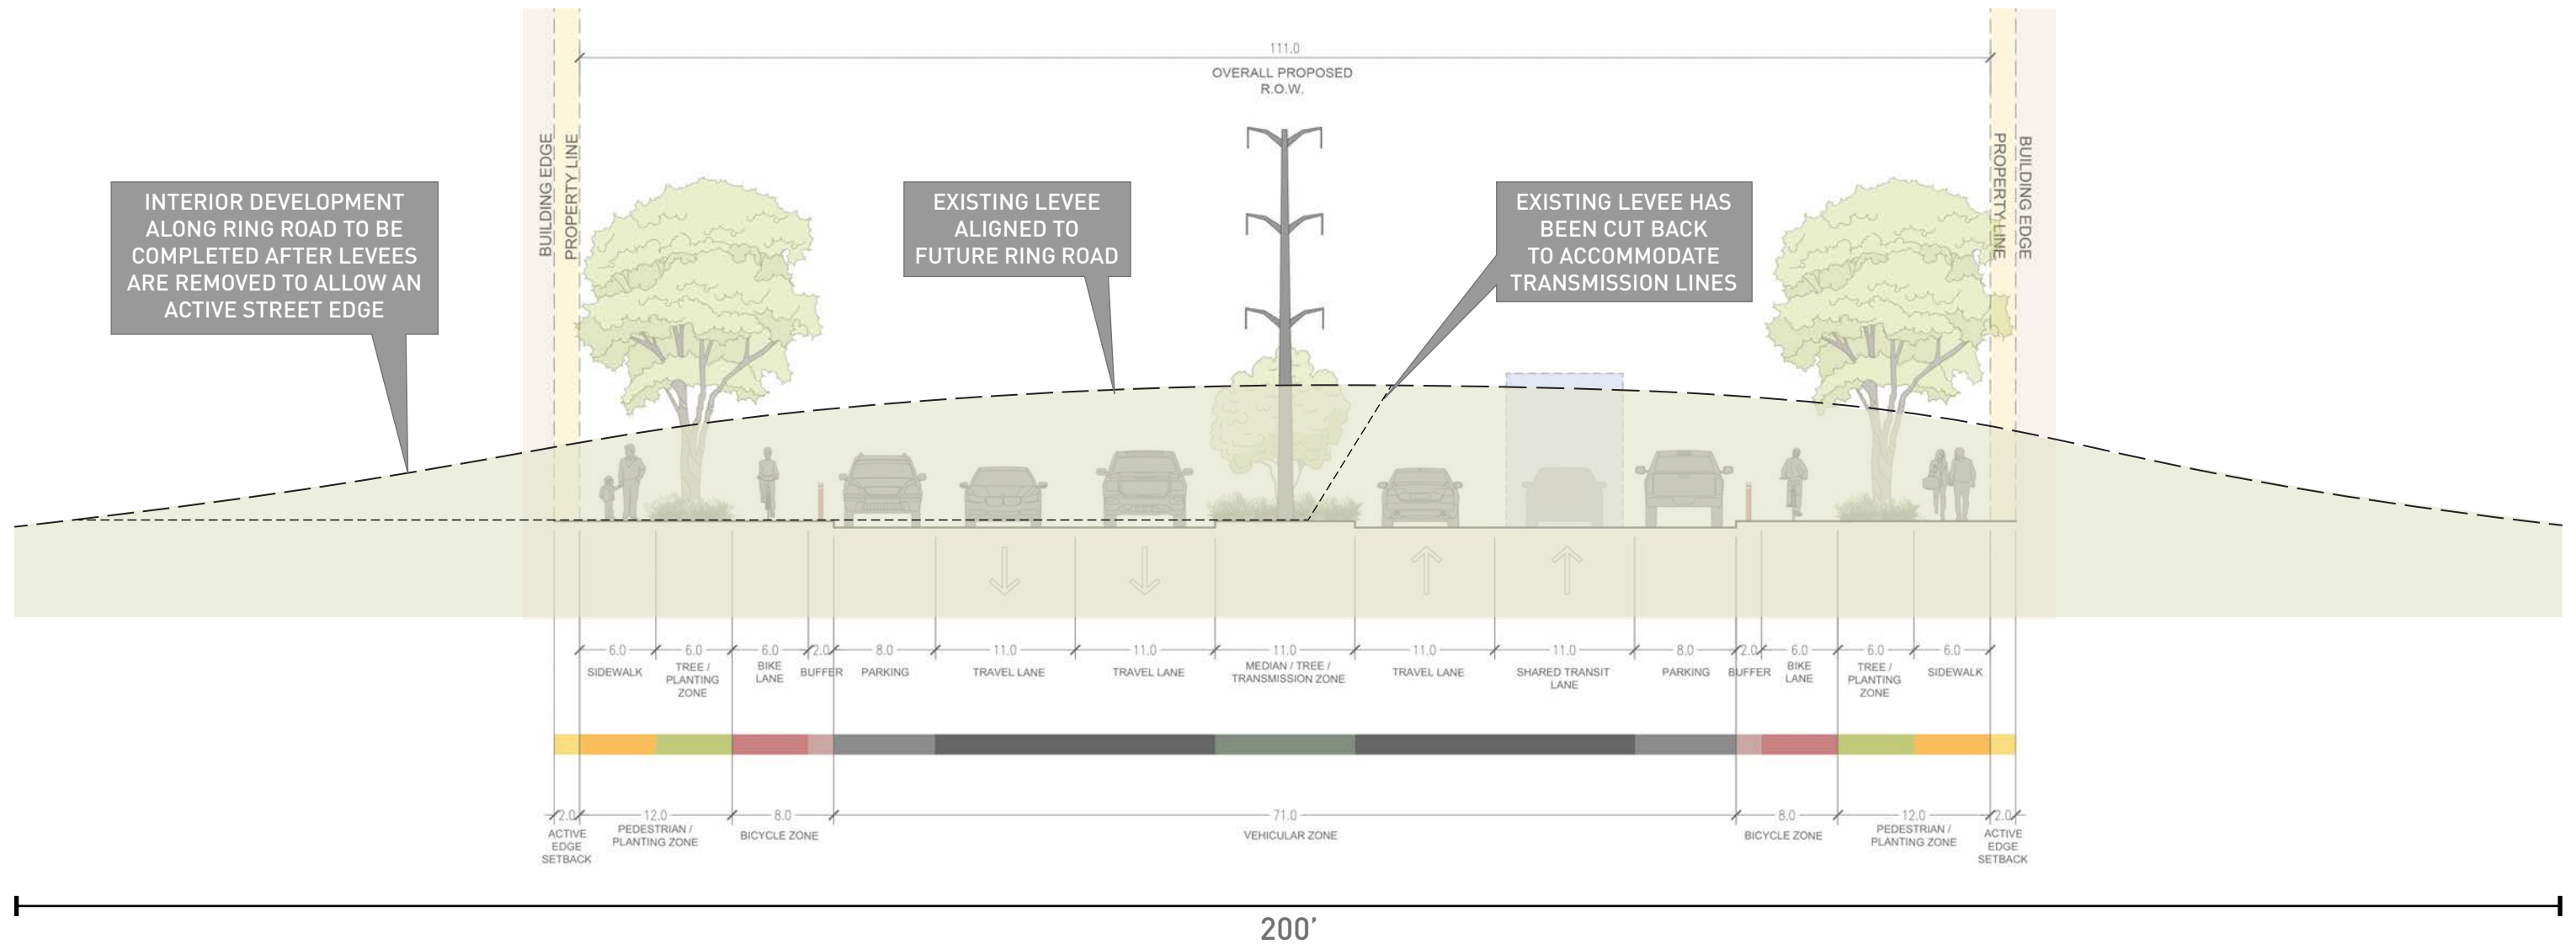 111.0
OVERALL PROPOSED
R.O.W.
BUILDING EDGE
PROPERTY LINE
PROPERTY LINE
BUILDING EDGE
INTERIOR DEVELOPMENT
ALONG RING ROAD TO BE
COMPLETED AFTER LEVEES
ARE REMOVED TO ALLOW AN
ACTIVE STREET EDGE
EXISTING LEVEE
ALIGNED TO
FUTURE RING ROAD
EXISTING LEVEE HAS
BEEN CUT BACK
TO ACCOMMODATE
TRANSMISSION LINES
6.0
SIDEWALK
6.0
TREE /
PLANTING
ZONE
6.0
BIKE
LANE
2.0
BUFFER
8.0
PARKING
11.0
TRAVEL LANE
11.0
TRAVEL LANE
11.0
MEDIAN / TREE /
TRANSMISSION ZONE
11.0
TRAVEL LANE
11.0
SHARED TRANSIT
LANE
8.0
PARKING
2.0
BUFFER
6.0
BIKE
LANE
6.0
TREE /
PLANTING
ZONE
6.0
SIDEWALK
2.0
ACTIVE
EDGE
SETBACK
12.0
PEDESTRIAN /
PLANTING ZONE
8.0
BICYCLE ZONE
71.0
VEHICULAR ZONE
8.0
BICYCLE ZONE
12.0
PEDESTRIAN /
PLANTING ZONE
2.0
ACTIVE
EDGE
SETBACK
200’